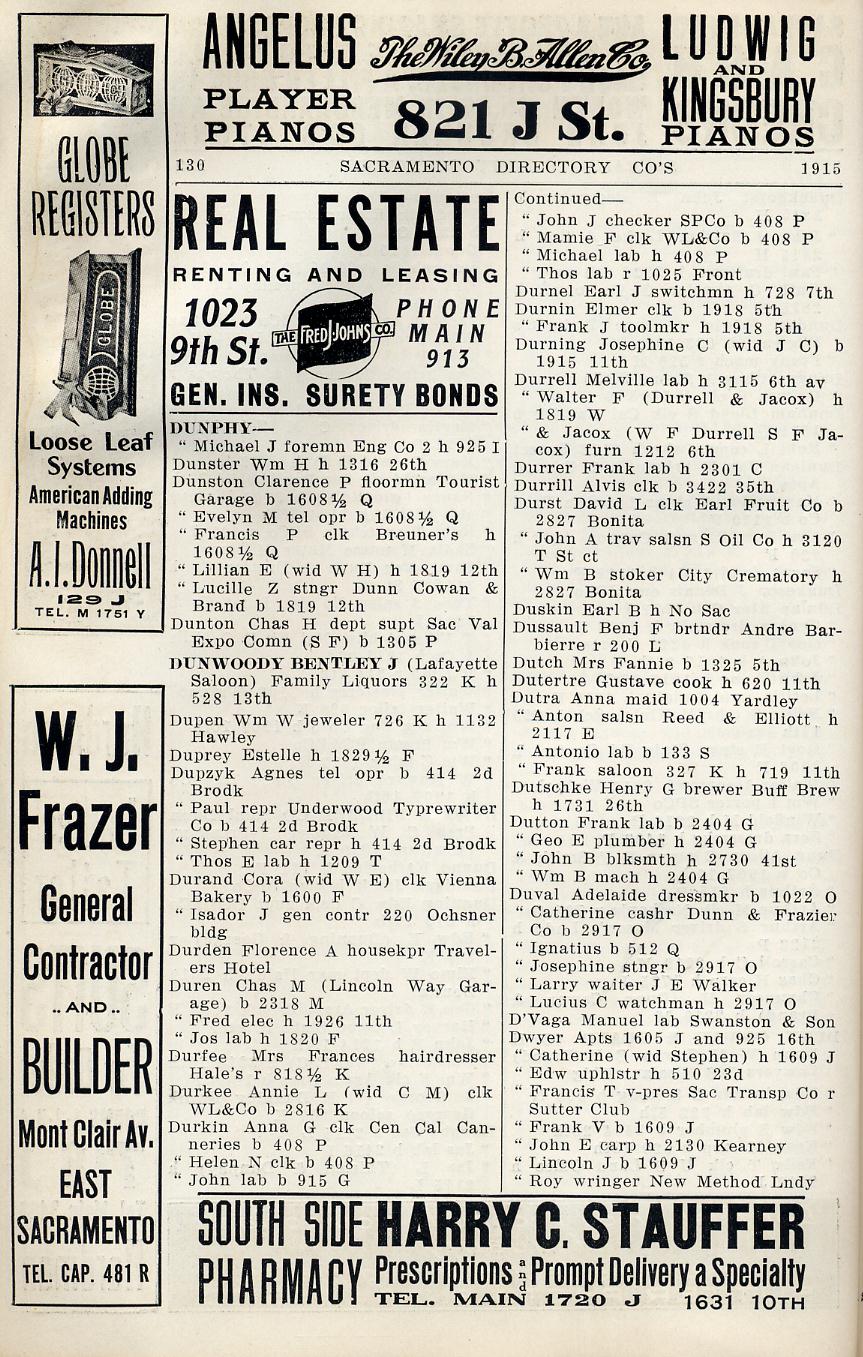 ANGELUS
PLAYER
PIANOS
The Wiley B. Allen Co.
821 J St.
LUDWIG
AND
KINGSBURY
PIANOS
130 SACRAMENTO DIRECTORY CO'S 1915
GLOBE
REGISTERS
GLOBE
Loose Leaf
Systems
American Adding
Machines
A. I. Donnell
129 J
TEL. M 1751 Y
W. J.
Frazer
General
Contractor
.. AND ..
BUILDER
Mont Clair Av.
EAST
SACRAMENTO
TEL. CAP. 481 R
REAL ESTATE
RENTING AND LEASING
1023
9th St.
THE FRED J. JOHNS CO.
PHONE
MAIN
913
GEN. INS. SURETY BONDS
DUNPHY—
" Michael J foremn Eng Co 2 h 925 I
Dunster Wm H h 1316 26th
Dunston Clarence P floormn Tourist
Garage b 1608½ Q
" Evelyn M tel opr b 1608½ Q
" Francis P clk Breuner's h
1608½ Q
" Lillian E (wid W H) h 1819 12th
" Lucille Z stngr Dunn Cowan &
Brand b 1819 12th
Dunton Chas H dept supt Sac Val
Expo Comn (S F) b 1305 P
DUNWOODY BENTLEY J (Lafayette
Saloon) Family Liquors 322 K h
528 13th
Dupen Wm W jeweler 726 K h 1132
Hawley
Duprey Estelle h 1829½ F
Dupzyk Agnes tel opr b 414 2d
Brodk
" Paul repr Underwood Typrewriter
Co b 414 2d Brodk
" Stephen car repr h 414 2d Brodk
" Thos E lab h 1209 T
Durand Cora (wid W E) clk Vienna
Bakery b 1600 F
" Isador J gen contr 220 Ochsner
bldg
Durden Florence A housekpr Travel-
ers Hotel
Duren Chas M (Lincoln Way Gar-
age) b 2318 M
" Fred elec h 1926 11th
" Jos lab h 1820 F
Durfee Mrs Frances hairdresser
Hale's r 818½ K
Durkee Annie L (wid C M) clk
WL&Co b 2816 K
Durkin Anna G clk Cen Cal Can-
neries b 408 P
" Helen N clk b 408 P
" John lab b 915 G
Continued—
" John J checker SPCo b 408 P
" Mamie F clk WL&Co b 408 P
" Michael lab h 408 P
" Thos lab r 1025 Front
Durnel Earl J switchmn h 728 7th
Durnin Elmer clk b 1918 5th
" Frank J toolmkr h 1918 5th
Durning Josephine C (wid J C) b
1915 11th
Durrell Melville lab h 3115 6th av
" Walter F (Durrell & Jacox) h
1819 W
" & Jacox (W F Durrell S F Ja-
cox) furn 1212 6th
Durrer Frank lab h 2301 C
Durrill Alvis clk b 3422 35th
Durst David L clk Earl Fruit Co b
2827 Bonita
" John A trav salsn S Oil Co h 3120
T St ct
" Wm B stoker City Crematory h
2827 Bonita
Duskin Earl B h No Sac
Dussault Benj F brtndr Andre Bar-
bierre r 200 L
Dutch Mrs Fannie b 1325 5th
Dutertre Gustave cook h 620 11th
Dutra Anna maid 1004 Yardley
" Anton salsn Reed & Elliott h
2117 E
" Antonio lab b 133 S
" Frank saloon 327 K h 719 11th
Dutschke Henry G brewer Buff Brew
h 1731 26th
Dutton Frank lab b 2404 G
" Geo E plumber h 2404 G
" John B blksmth h 2730 41st
" Wm B mach h 2404 G
Duval Adelaide dressmkr b 1022 O
" Catherine cashr Dunn & Frazier
Co b 2917 O
" Ignatius b 512 Q
" Josephine stngr b 2917 O
" Larry waiter J E Walker
" Lucius C watchman h 2917 O
D'Vaga Manuel lab Swanston & Son
Dwyer Apts 1605 J and 925 16th
" Catherine (wid Stephen) h 1609 J
" Edw uphlstr h 510 23d
" Francis T v-pres Sac Transp Co r
Sutter Club
" Frank V b 1609 J
" John E carp h 2130 Kearney
" Lincoln J b 1609 J
" Roy wringer New Method Lndy
SOUTH SIDE
PHARMACY
HARRY C. STAUFFER
Prescriptions and Prompt Delivery a Specialty
TEL. MAIN 1720 J 1631 10TH